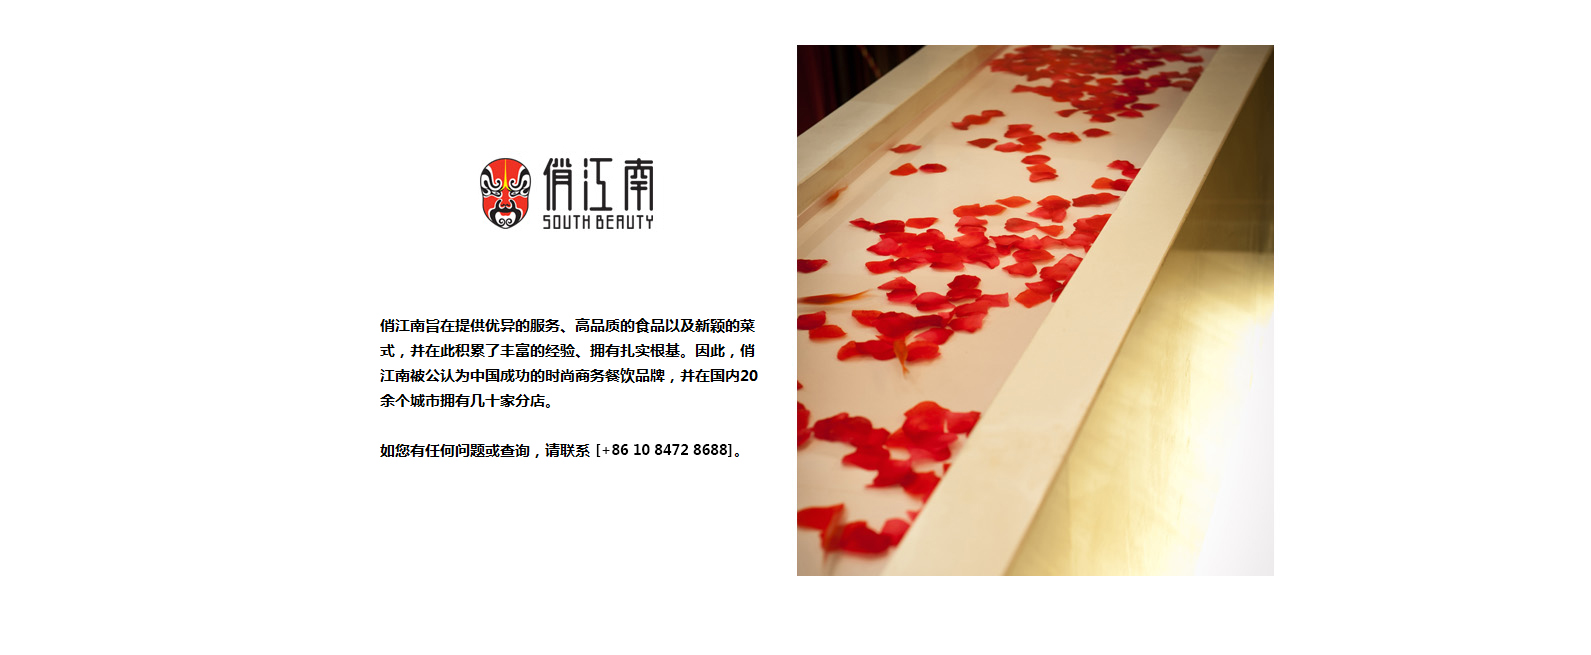 俏江南
SOUTH BEAUTY
俏江南旨在提供优异的服务、高品质的食品以及新颖的菜
式，并在此积累了丰富的经验、拥有扎实根基。因此，俏
江南被公认为中国成功的时尚商务餐饮品牌，并在国内20
余个城市拥有几十家分店。
如您有任何问题或查询，请联系 [+86 10 8472 8688]。